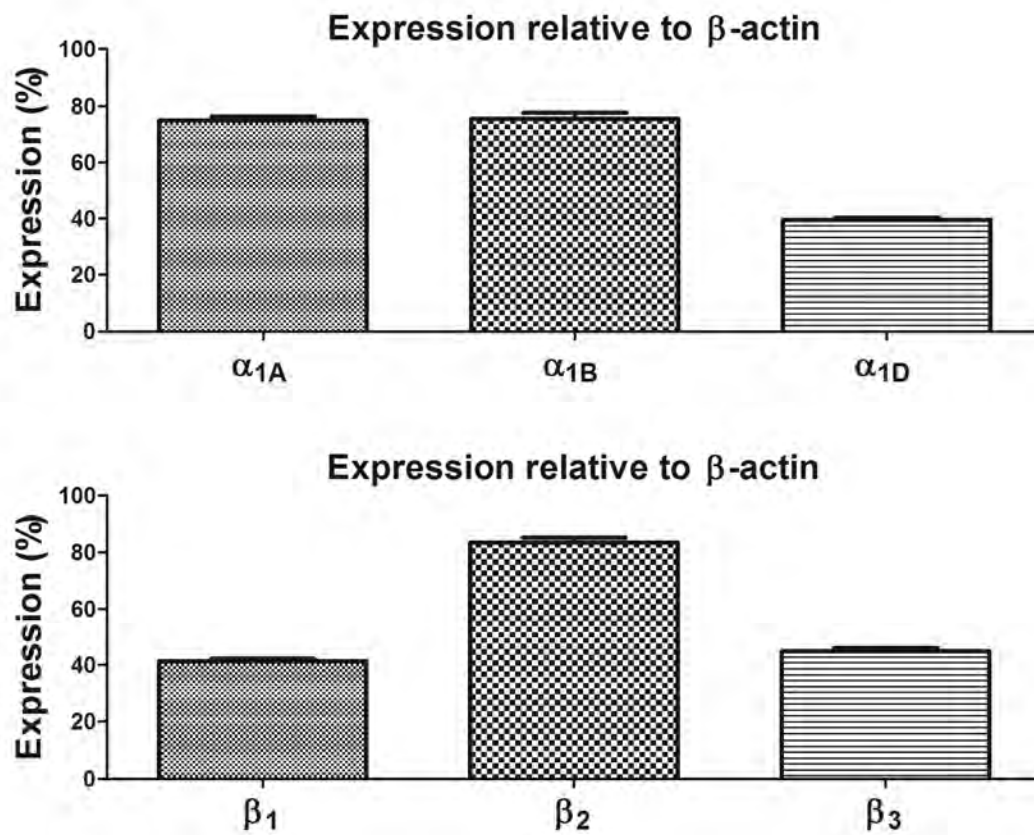 Expression relative to β-actin
Expression (%)
100
80
60
40
20
0
α1A α1B α1D
Expression relative to β-actin
Expression (%)
100
80
60
40
20
0
β1 β2 β3